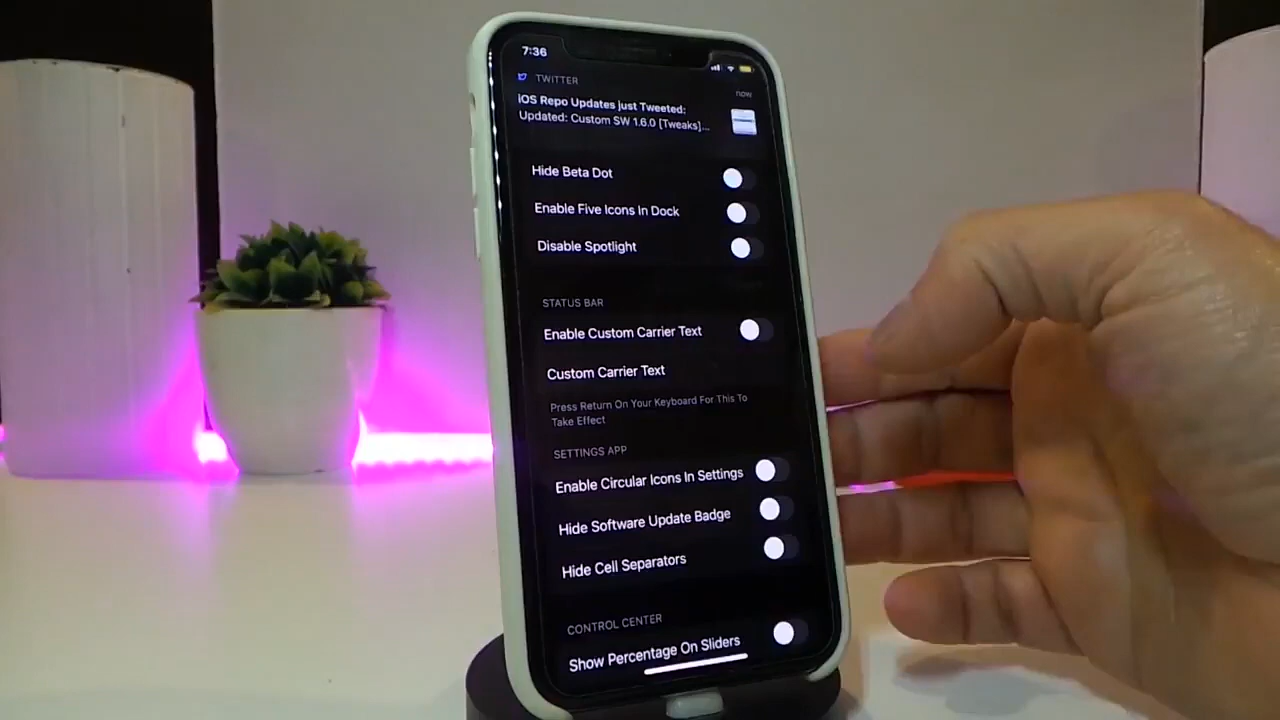 7:36
TWITTER
now
iOS Repo Updates just Tweeted:
Updated: Custom SW 1.6.0 [Tweaks]...
Hide Beta Dot
Enable Five Icons In Dock
Disable Spotlight
STATUS BAR
Enable Custom Carrier Text
Custom Carrier Text
Press Return On Your Keyboard For This To
Take Effect
SETTINGS APP
Enable Circular Icons In Settings
Hide Software Update Badge
Hide Cell Separators
CONTROL CENTER
Show Percentage On Sliders